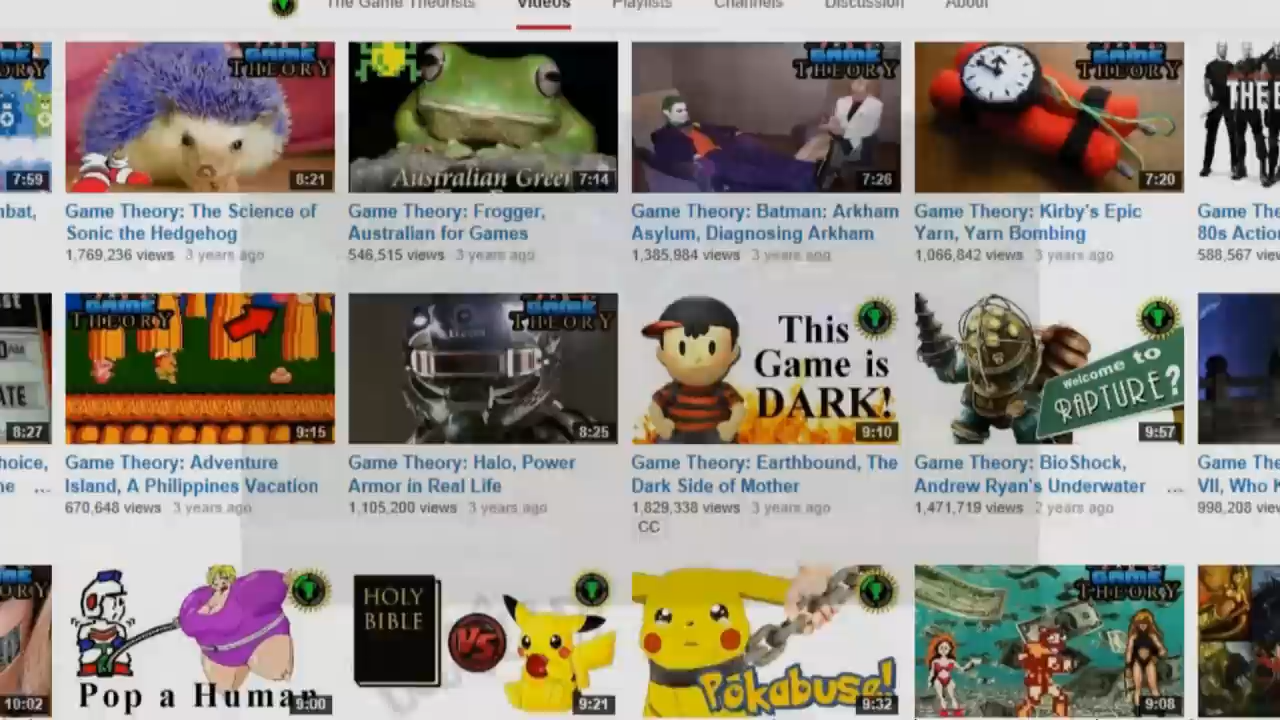 The Game Theorists Videos Playlists Channels Discussion About
GAME
THEORY
GAME
THEORY
GAME
THEORY
THE
Australian Green
7:59
8:21
7:14
7:26
7:20
Game Theory: The Science of
Sonic the Hedgehog
1,769,236 views 3 years ago
Game Theory: Frogger,
Australian for Games
546,515 views 3 years ago
Game Theory: Batman: Arkham
Asylum, Diagnosing Arkham
1,385,984 views 3 years ago
Game Theory: Kirby's Epic
Yarn, Yarn Bombing
1,066,842 views 3 years ago
80s
588,567
GAME
THEORY
GAME
THEORY
This
Game is
DARK!
Welcome to
RAPTURE?
8:27
9:15
8:25
9:10
9:57
Game Theory: Adventure
Island, A Philippines Vacation
670,648 views 3 years ago
Game Theory: Halo, Power
Armor in Real Life
1,105,200 views 3 years ago
Game Theory: Earthbound, The
Dark Side of Mother
1,829,338 views 3 years ago
CC
Game Theory: BioShock,
Andrew Ryan's Underwater ...
1,471,719 views 2 years ago
VII, Who
998,208
Pop a Human
HOLY
BIBLE
VS
Pokabuse!
GAME
THEORY
10:02
9:00
9:21
9:32
9:08